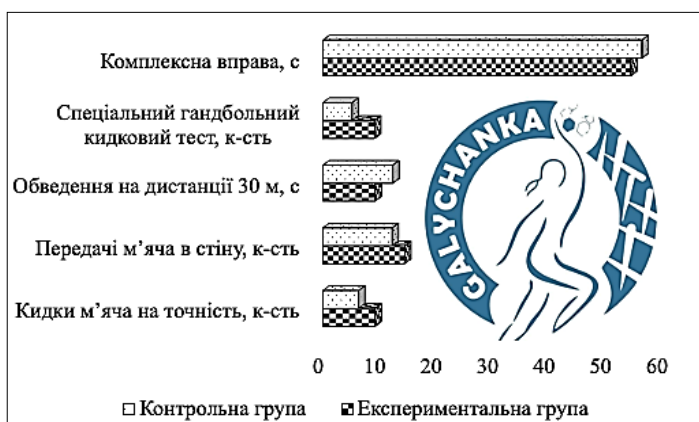 Комплексна вправа, с
Спеціальний гандбольний
кидковий тест, к-сть
Обведення на дистанції 30 м, с
Передачі м’яча в стіну, к-сть
Кидки м’яча на точність, к-сть
GALYCHANKA
0 10 20 30 40 50 60
Контрольна група Експериментальна група